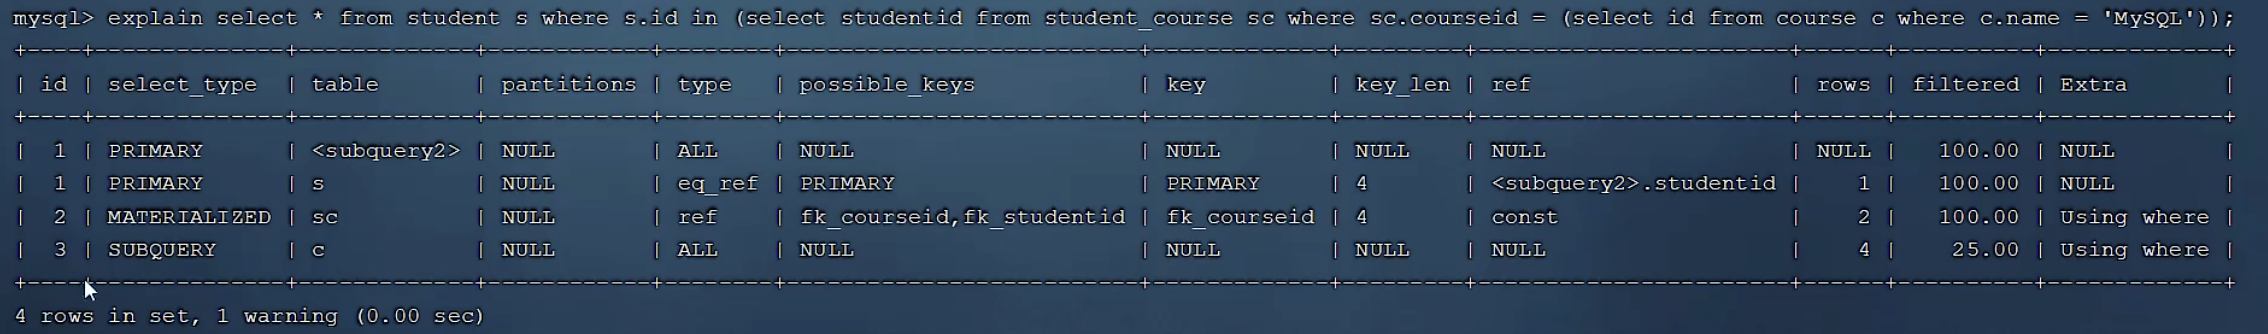 mysql> explain select * from student s where s.id in (select studentid from student_course sc where sc.courseid = (select id from course c where c.name = 'MySQL'));
+----+--------------+-------------+------------+--------+--------------------------+--------------+---------+-----------------------+------+----------+-------------+
| id | select_type  | table       | partitions | type   | possible_keys            | key          | key_len | ref                   | rows | filtered | Extra       |
+----+--------------+-------------+------------+--------+--------------------------+--------------+---------+-----------------------+------+----------+-------------+
|  1 | PRIMARY      | <subquery2> | NULL       | ALL    | NULL                     | NULL         | NULL    | NULL                  | NULL |   100.00 | NULL        |
|  1 | PRIMARY      | s           | NULL       | eq_ref | PRIMARY                  | PRIMARY      | 4       | <subquery2>.studentid |    1 |   100.00 | NULL        |
|  2 | MATERIALIZED | sc          | NULL       | ref    | fk_courseid,fk_studentid | fk_courseid  | 4       | const                 |    2 |   100.00 | Using where |
|  3 | SUBQUERY     | c           | NULL       | ALL    | NULL                     | NULL         | NULL    | NULL                  |    4 |    25.00 | Using where |
+----+--------------+-------------+------------+--------+--------------------------+--------------+---------+-----------------------+------+----------+-------------+
4 rows in set, 1 warning (0.00 sec)